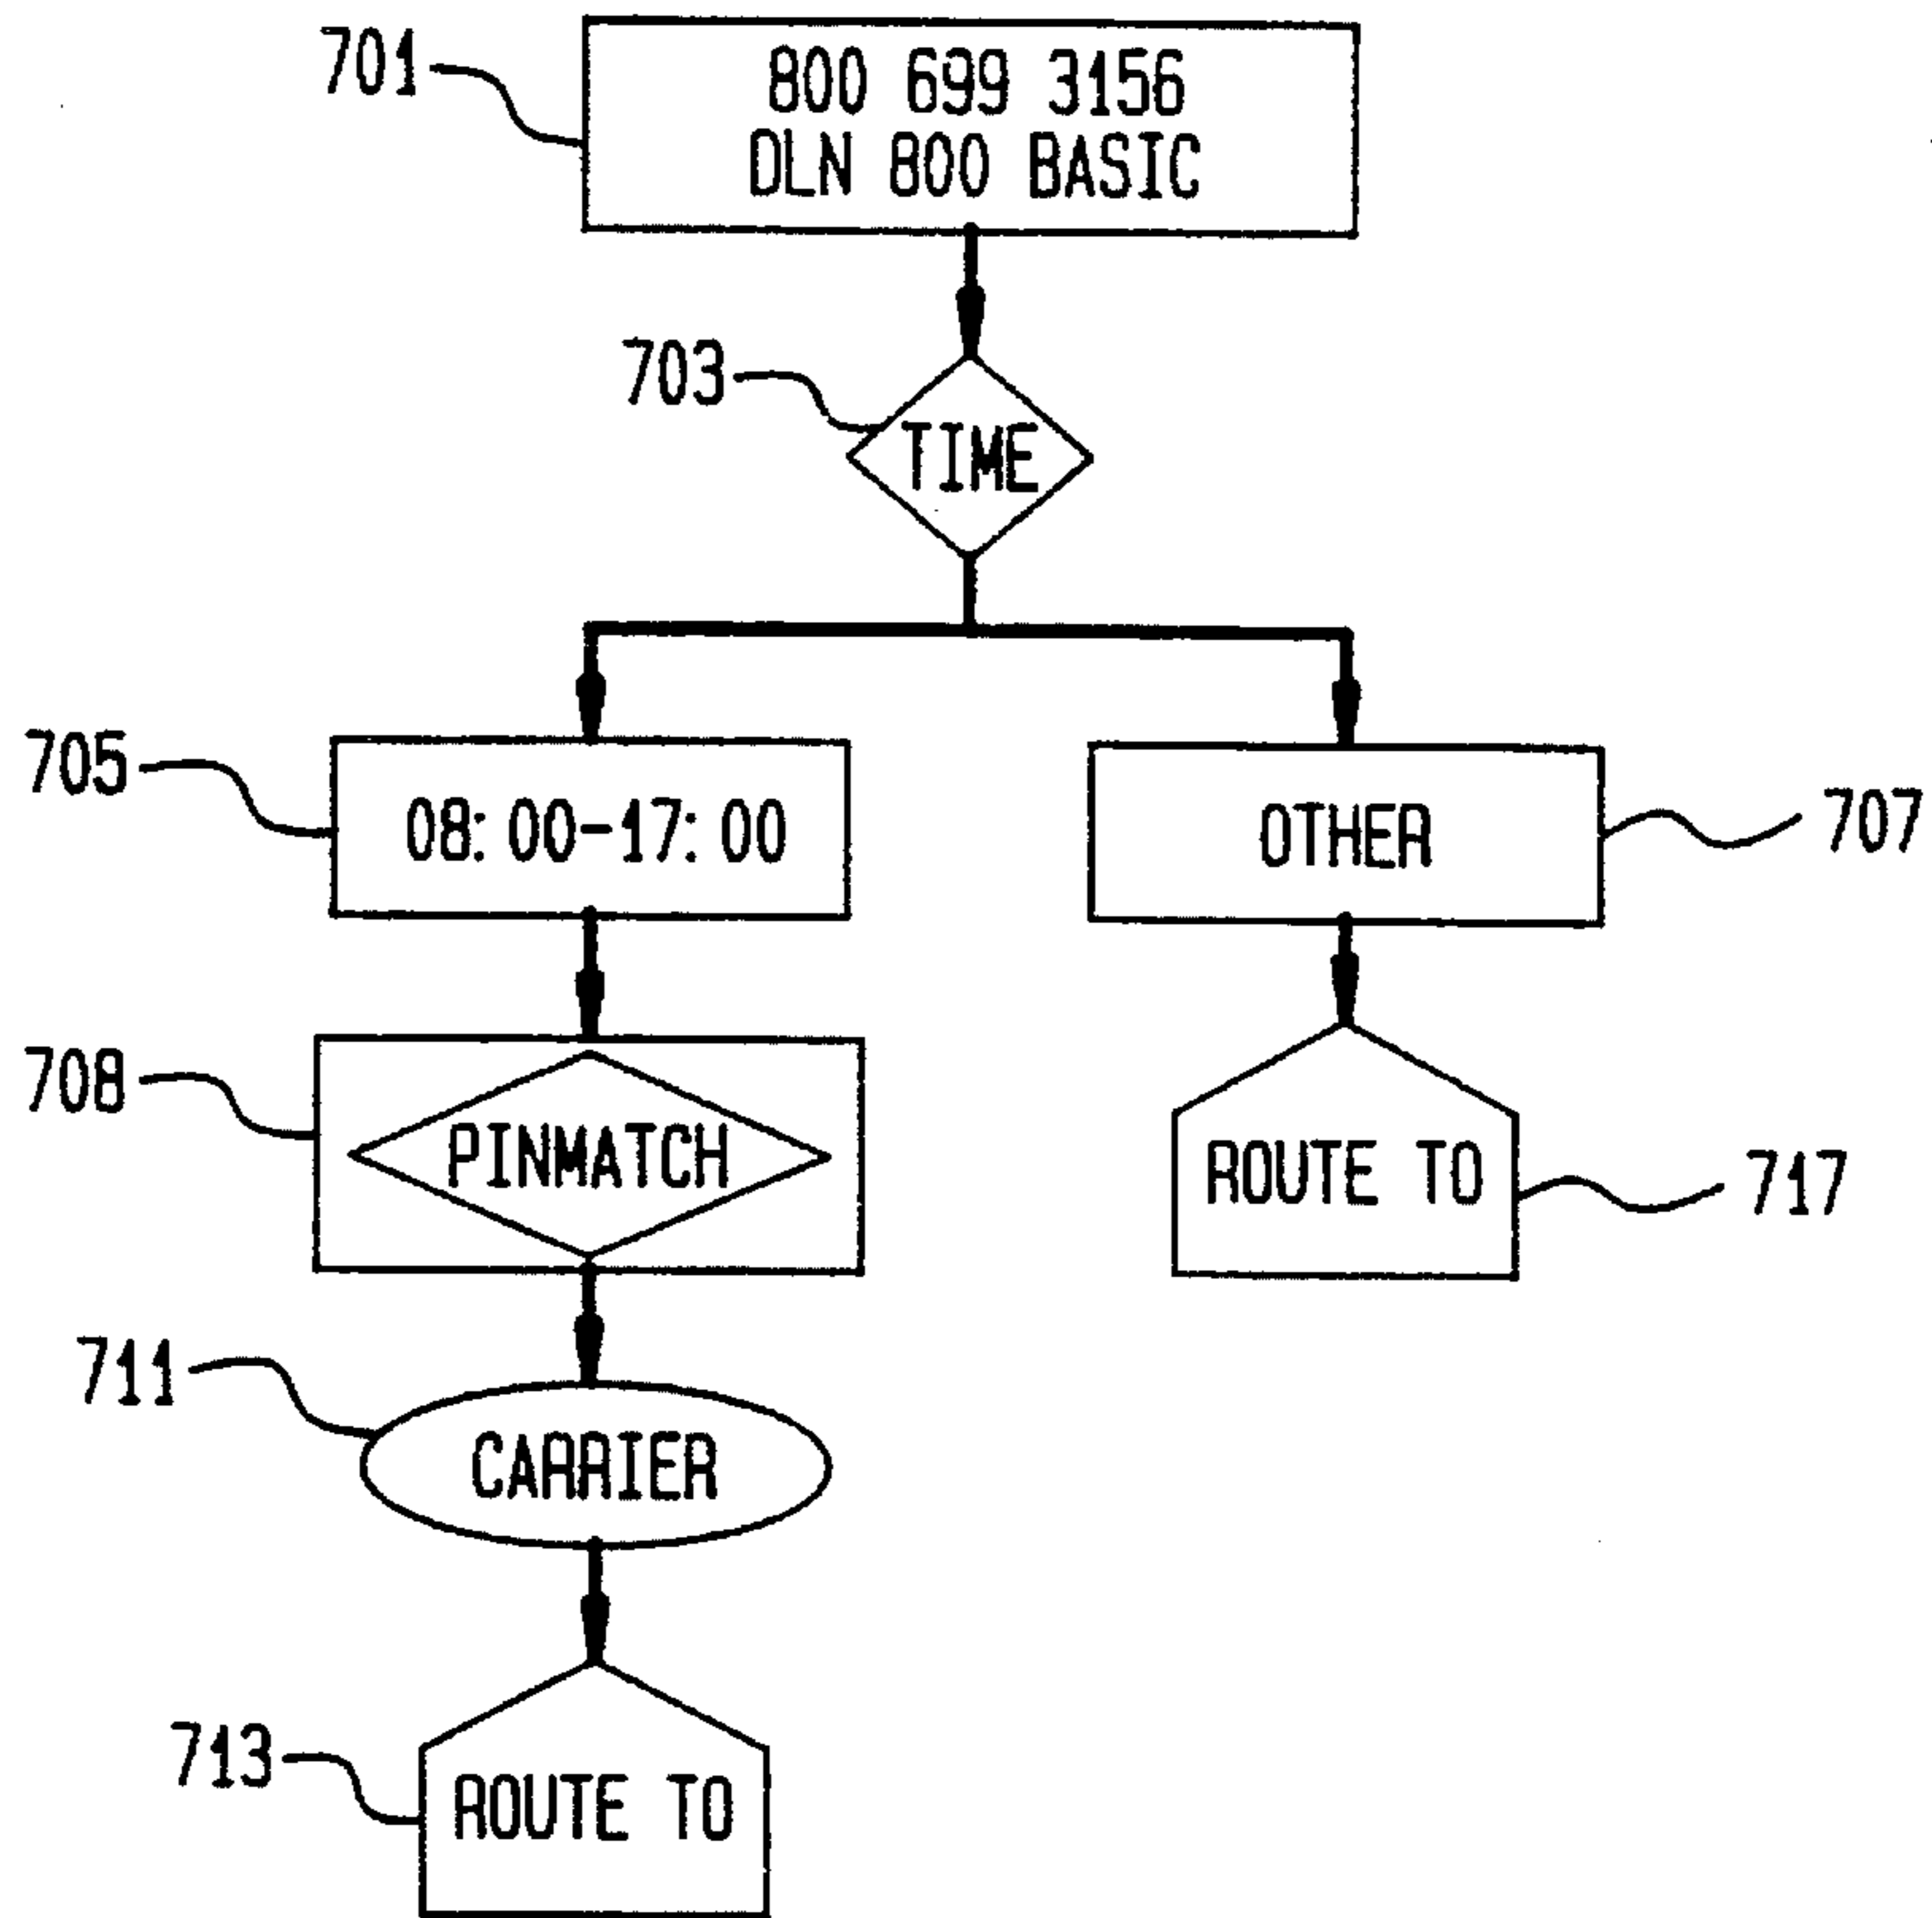 701
800 699 3156
DLN 800 BASIC
703
TIME
705
08:00-17:00
OTHER
707
708
PINMATCH
ROUTE TO
717
711
CARRIER
713
ROUTE TO